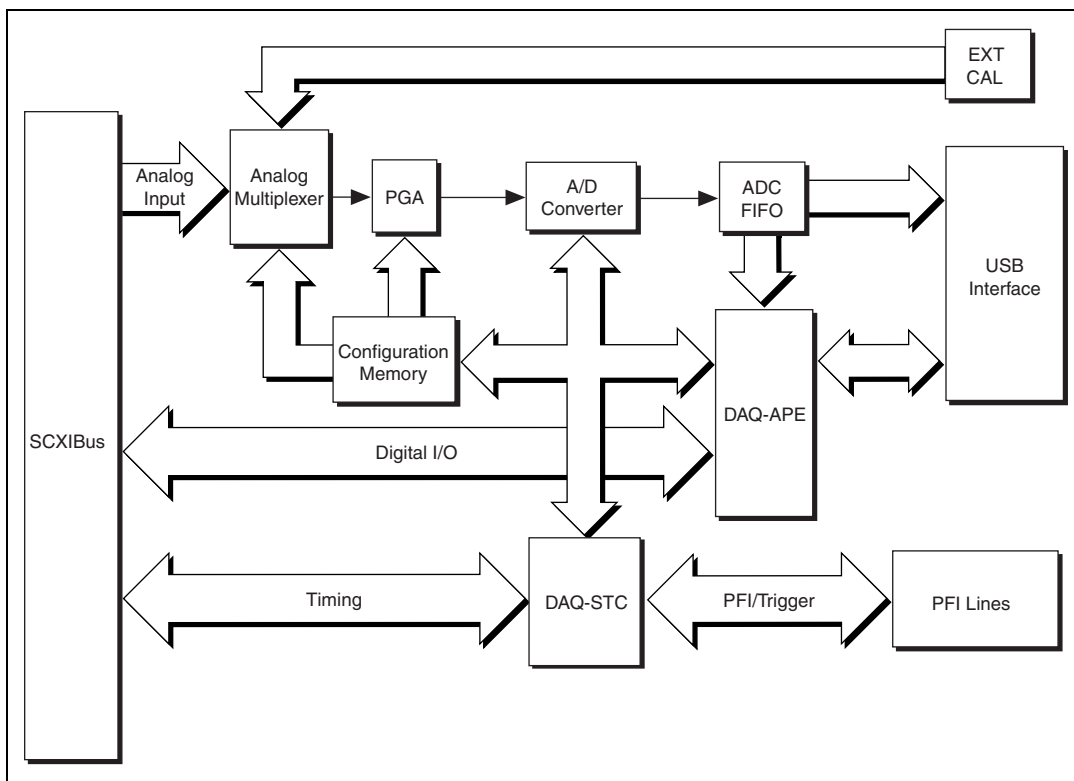 EXT
CAL
Analog
Input
Analog
Multiplexer
PGA
A/D
Converter
ADC
FIFO
USB
Interface
Configuration
Memory
DAQ-APE
SCXIBus
Digital I/O
Timing
DAQ-STC
PFI/Trigger
PFI Lines